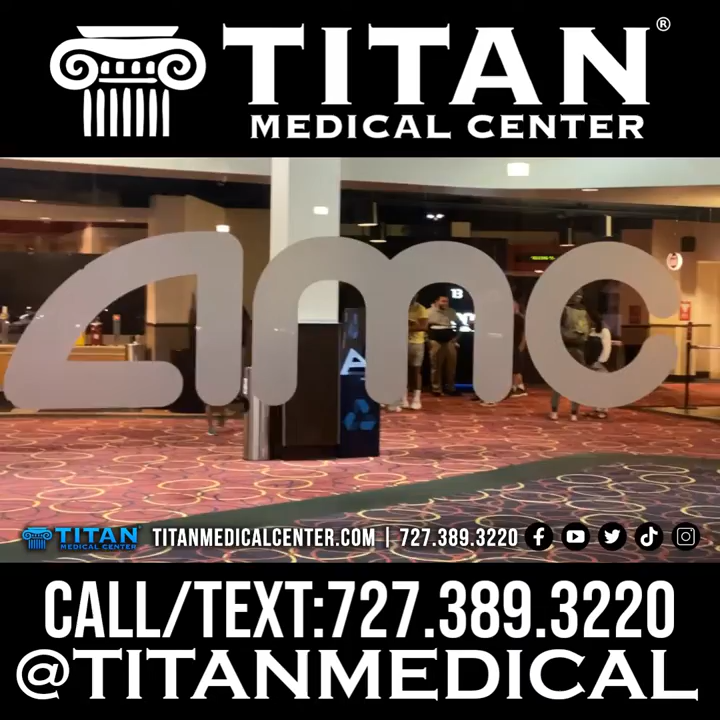 TITAN®
MEDICAL CENTER
amc
TITAN
MEDICAL CENTER
TITANMEDICALCENTER.COM | 727.389.3220
CALL/TEXT:727.389.3220
@TITANMEDICAL